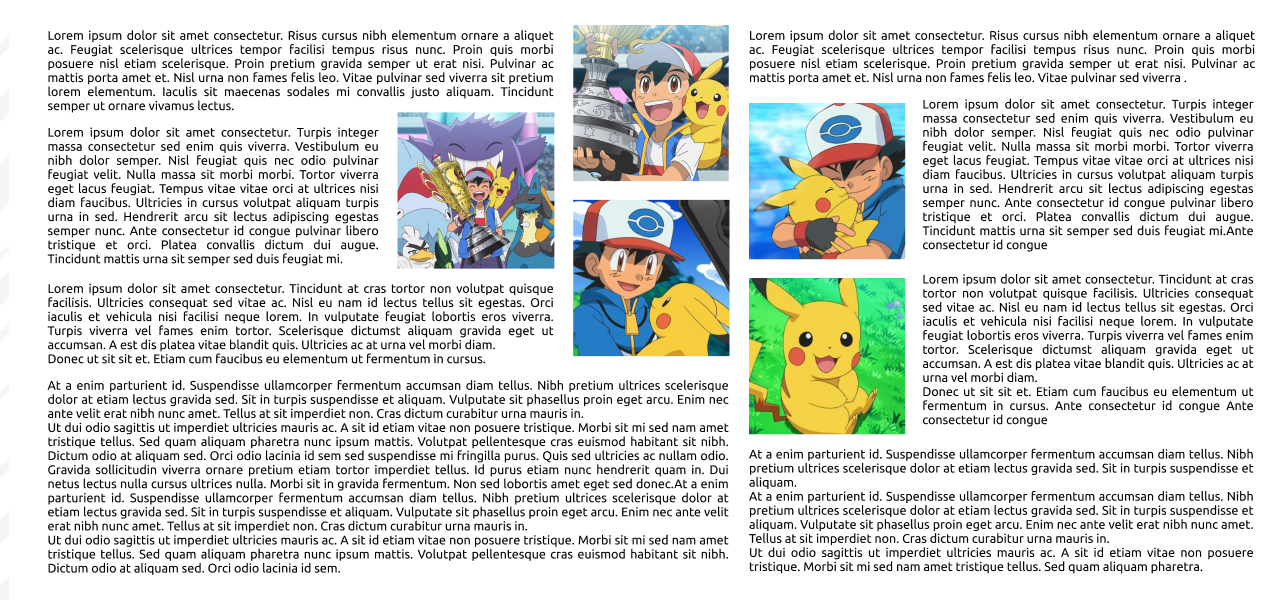 Lorem ipsum dolor sit amet consectetur. Risus cursus nibh elementum ornare a aliquet
ac. Feugiat scelerisque ultrices tempor facilisi tempus risus nunc. Proin quis morbi
posuere nisl etiam scelerisque. Proin pretium gravida semper ut erat nisi. Pulvinar ac
mattis porta amet et. Nisl urna non fames felis leo. Vitae pulvinar sed viverra sit pretium
lorem elementum. Iaculis sit maecenas sodales mi convallis justo aliquam. Tincidunt
semper ut ornare vivamus lectus.
Lorem ipsum dolor sit amet consectetur. Turpis integer
massa consectetur sed enim quis viverra. Vestibulum eu
nibh dolor semper. Nisl feugiat quis nec odio pulvinar
feugiat velit. Nulla massa sit morbi morbi. Tortor viverra
eget lacus feugiat. Tempus vitae vitae orci at ultrices nisi
diam faucibus. Ultricies in cursus volutpat aliquam turpis
urna in sed. Hendrerit arcu sit lectus adipiscing egestas
semper nunc. Ante consectetur id congue pulvinar libero
tristique et orci. Platea convallis dictum dui augue.
Tincidunt mattis urna sit semper sed duis feugiat mi.
Lorem ipsum dolor sit amet consectetur. Tincidunt at cras tortor non volutpat quisque
facilisis. Ultricies consequat sed vitae ac. Nisl eu nam id lectus tellus sit egestas. Orci
iaculis et vehicula nisi facilisi neque lorem. In vulputate feugiat lobortis eros viverra.
Turpis viverra vel fames enim tortor. Scelerisque dictumst aliquam gravida eget ut
accumsan. A est dis platea vitae blandit quis. Ultricies ac at urna vel morbi diam.
Donec ut sit sit et. Etiam cum faucibus eu elementum ut fermentum in cursus.
At a enim parturient id. Suspendisse ullamcorper fermentum accumsan diam tellus. Nibh pretium ultrices scelerisque
dolor at etiam lectus gravida sed. Sit in turpis suspendisse et aliquam. Vulputate sit phasellus proin eget arcu. Enim nec
ante velit erat nibh nunc amet. Tellus at sit imperdiet non. Cras dictum curabitur urna mauris in.
Ut dui odio sagittis ut imperdiet ultricies mauris ac. A sit id etiam vitae non posuere tristique. Morbi sit mi sed nam amet
tristique tellus. Sed quam aliquam pharetra nunc ipsum mattis. Volutpat pellentesque cras euismod habitant sit nibh.
Dictum odio at aliquam sed. Orci odio lacinia id sem sed suspendisse mi fringilla purus. Quis sed ultricies ac nullam odio.
Gravida sollicitudin viverra ornare pretium etiam tortor imperdiet tellus. Id purus etiam nunc hendrerit quam in. Dui
netus lectus nulla cursus ultrices nulla. Morbi sit in gravida fermentum. Non sed lobortis amet eget sed donec.At a enim
parturient id. Suspendisse ullamcorper fermentum accumsan diam tellus. Nibh pretium ultrices scelerisque dolor at
etiam lectus gravida sed. Sit in turpis suspendisse et aliquam. Vulputate sit phasellus proin eget arcu. Enim nec ante velit
erat nibh nunc amet. Tellus at sit imperdiet non. Cras dictum curabitur urna mauris in.
Ut dui odio sagittis ut imperdiet ultricies mauris ac. A sit id etiam vitae non posuere tristique. Morbi sit mi sed nam amet
tristique tellus. Sed quam aliquam pharetra nunc ipsum mattis. Volutpat pellentesque cras euismod habitant sit nibh.
Dictum odio at aliquam sed. Orci odio lacinia id sem.
Lorem ipsum dolor sit amet consectetur. Risus cursus nibh elementum ornare a aliquet
ac. Feugiat scelerisque ultrices tempor facilisi tempus risus nunc. Proin quis morbi
posuere nisl etiam scelerisque. Proin pretium gravida semper ut erat nisi. Pulvinar ac
mattis porta amet et. Nisl urna non fames felis leo. Vitae pulvinar sed viverra .
Lorem ipsum dolor sit amet consectetur. Turpis integer
massa consectetur sed enim quis viverra. Vestibulum eu
nibh dolor semper. Nisl feugiat quis nec odio pulvinar
feugiat velit. Nulla massa sit morbi morbi. Tortor viverra
eget lacus feugiat. Tempus vitae vitae orci at ultrices nisi
diam faucibus. Ultricies in cursus volutpat aliquam turpis
urna in sed. Hendrerit arcu sit lectus adipiscing egestas
semper nunc. Ante consectetur id congue pulvinar libero
tristique et orci. Platea convallis dictum dui augue.
Tincidunt mattis urna sit semper sed duis feugiat mi.Ante
consectetur id congue
Lorem ipsum dolor sit amet consectetur. Tincidunt at cras
tortor non volutpat quisque facilisis. Ultricies consequat
sed vitae ac. Nisl eu nam id lectus tellus sit egestas. Orci
iaculis et vehicula nisi facilisi neque lorem. In vulputate
feugiat lobortis eros viverra. Turpis viverra vel fames enim
tortor. Scelerisque dictumst aliquam gravida eget ut
accumsan. A est dis platea vitae blandit quis. Ultricies ac at
urna vel morbi diam.
Donec ut sit sit et. Etiam cum faucibus eu elementum ut
fermentum in cursus. Ante consectetur id congue Ante
consectetur id congue
At a enim parturient id. Suspendisse ullamcorper fermentum accumsan diam tellus. Nibh
pretium ultrices scelerisque dolor at etiam lectus gravida sed. Sit in turpis suspendisse et
aliquam.
At a enim parturient id. Suspendisse ullamcorper fermentum accumsan diam tellus. Nibh
pretium ultrices scelerisque dolor at etiam lectus gravida sed. Sit in turpis suspendisse et
aliquam. Vulputate sit phasellus proin eget arcu. Enim nec ante velit erat nibh nunc amet.
Tellus at sit imperdiet non. Cras dictum curabitur urna mauris in.
Ut dui odio sagittis ut imperdiet ultricies mauris ac. A sit id etiam vitae non posuere
tristique. Morbi sit mi sed nam amet tristique tellus. Sed quam aliquam pharetra.